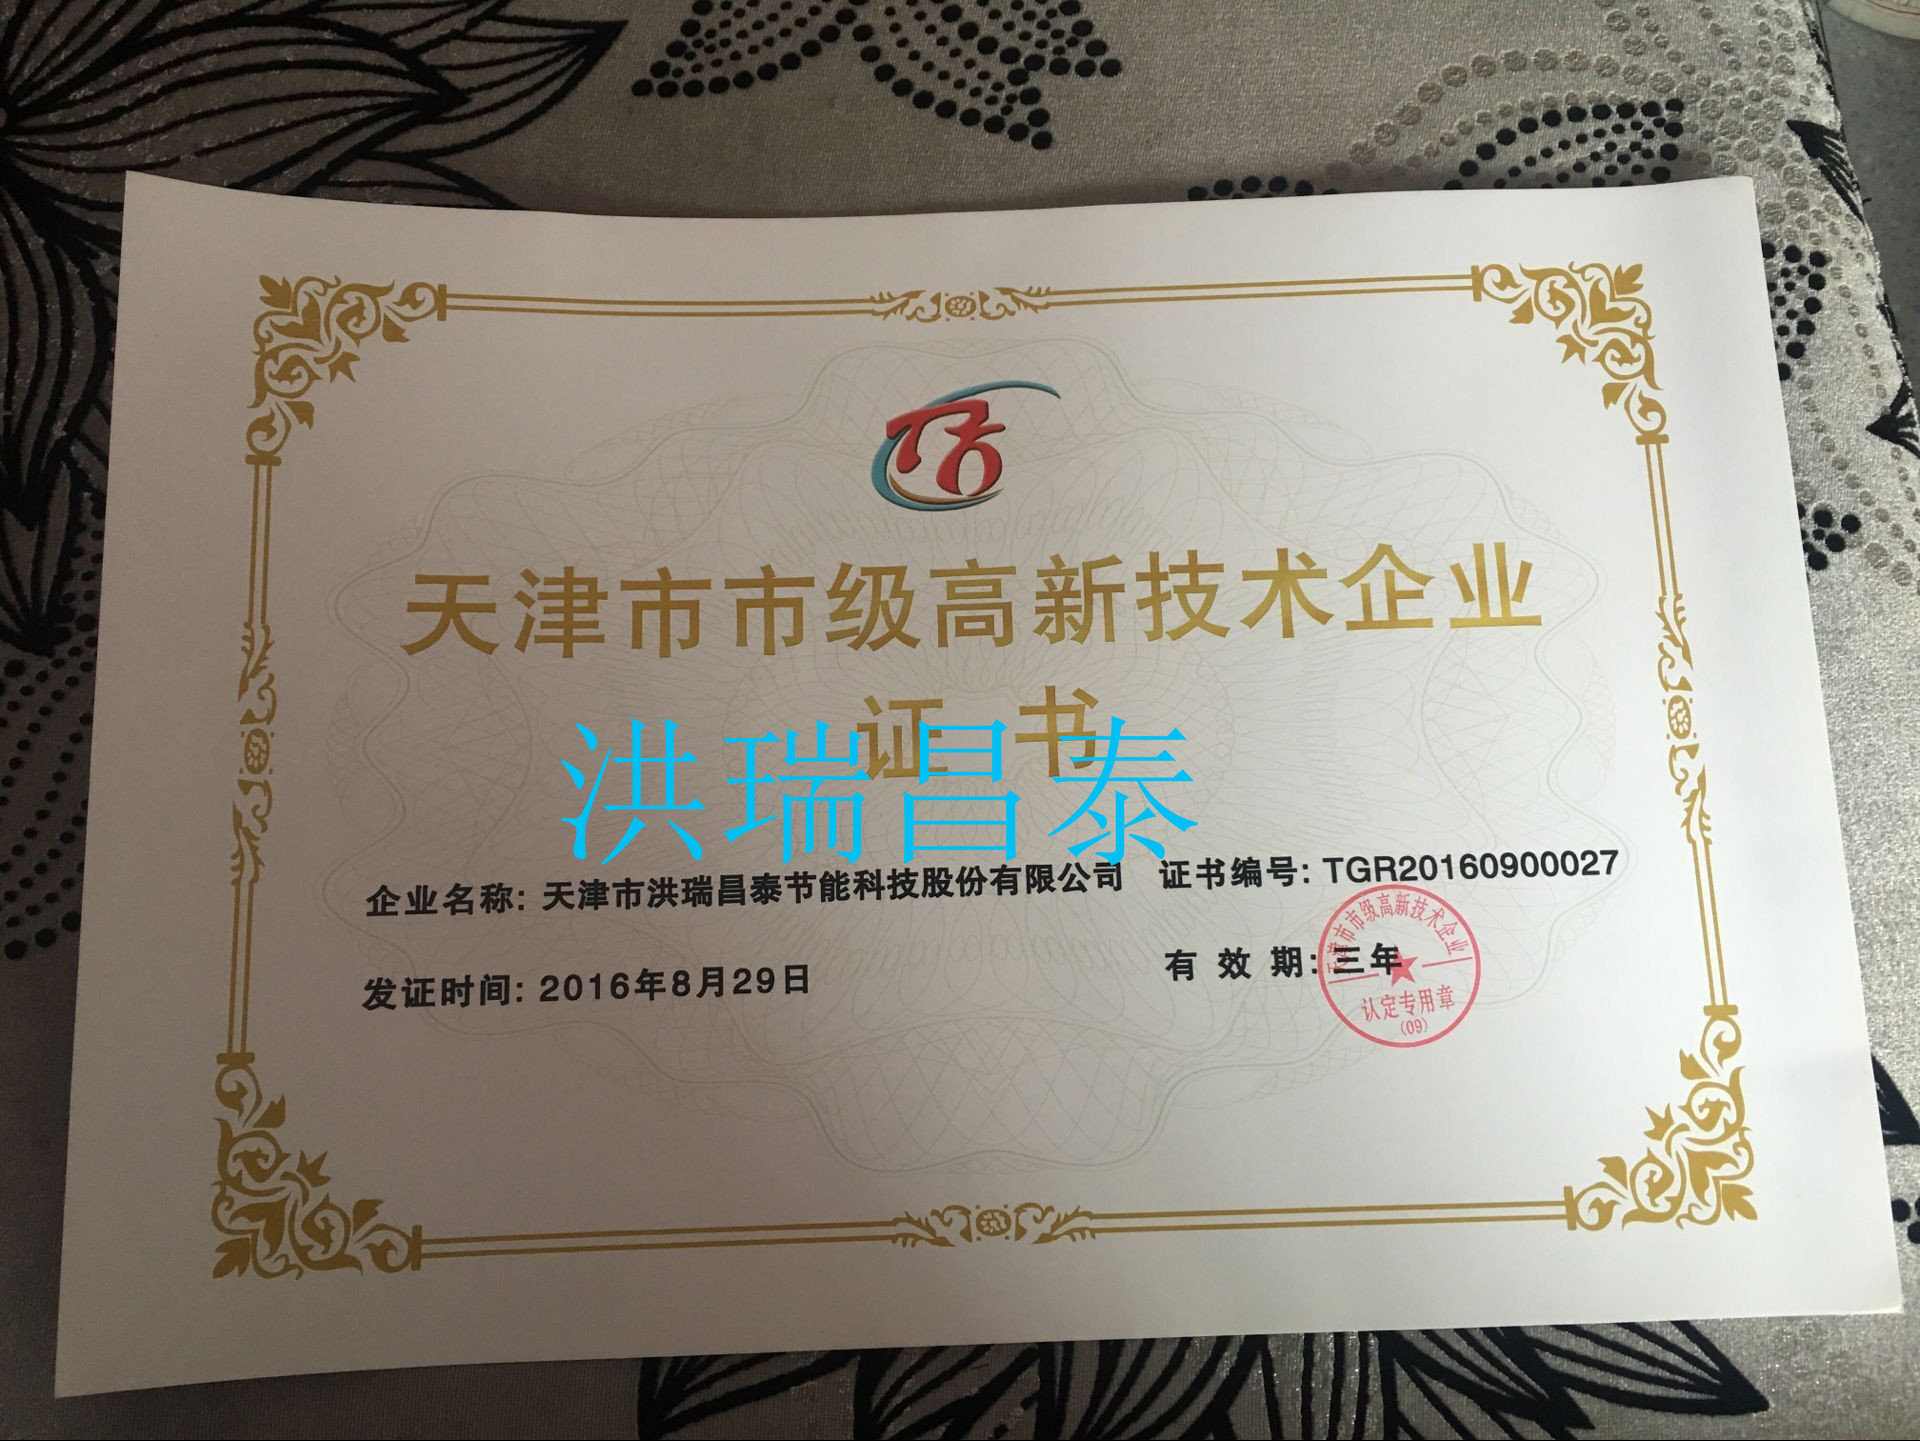 天津市市级高新技术企业
证书
洪瑞昌泰
企业名称: 天津市洪瑞昌泰节能科技股份有限公司
证书编号: TGR20160900027
发证时间: 2016年8月29日
有效期: 三年
天津市市级高新技术企业
认定专用章
(09)